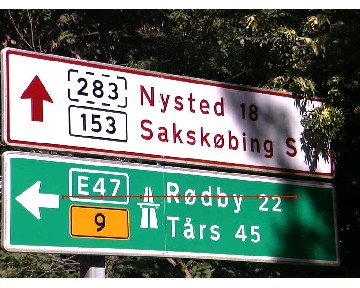 283 Nysted 18
153 Sakskøbing S
E47 Rødby 22
9 Tårs 45